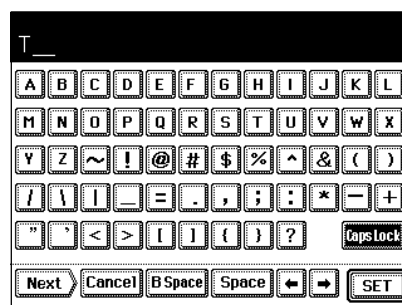 T_
A B C D E F G H I J K L
M N O P Q R S T U V W X
Y Z ~ ! @ # $ % ^ & ( )
/ \ | _ = . , ; : * - +
" ' < > [ ] { } ? Caps Lock
Next Cancel B Space Space ← → SET